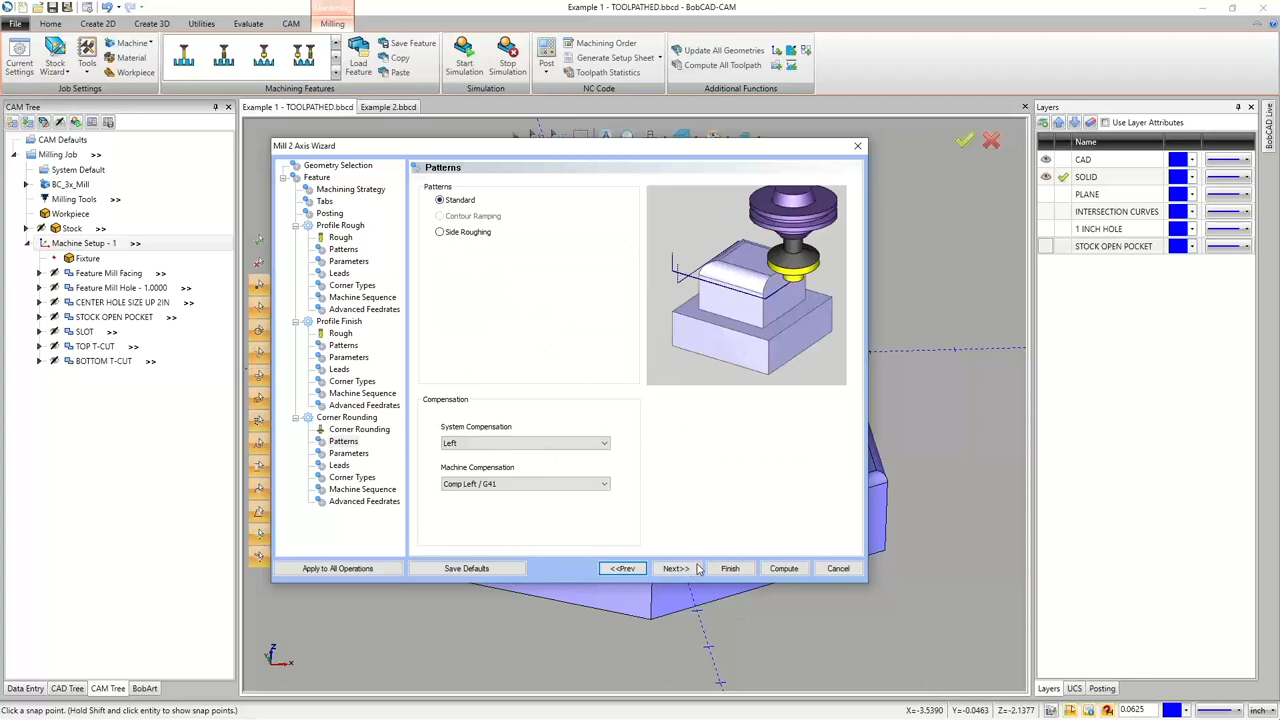 Example 1 - TOOLPATHED.bbcd - BobCAD-CAM
File
Home
Create 2D
Create 3D
Utilities
Evaluate
CAM
Milling
Current Settings
Stock Wizard
Tools
Machine
Material
Workpiece
Job Settings
Load Feature
Save Feature
Copy
Paste
Machining Features
Start Simulation
Stop Simulation
Simulation
Post
Machining Order
Generate Setup Sheet
Toolpath Statistics
NC Code
Update All Geometries
Compute All Toolpath
Additional Functions
CAM Tree
CAM Defaults
Milling Job >>
System Default
BC_3x_Mill
Milling Tools >>
Workpiece
Stock >>
Machine Setup - 1 >>
Fixture
Feature Mill Facing >>
Feature Mill Hole - 1.0000 >>
CENTER HOLE SIZE UP 2IN >>
STOCK OPEN POCKET >>
SLOT >>
TOP T-CUT >>
BOTTOM T-CUT >>
Data Entry
CAD Tree
CAM Tree
BobArt
Example 1 - TOOLPATHED.bbcd
Example 2.bbcd
Mill 2 Axis Wizard
Geometry Selection
Feature
Machining Strategy
Tabs
Posting
Profile Rough
Rough
Patterns
Parameters
Leads
Corner Types
Machine Sequence
Advanced Feedrates
Profile Finish
Rough
Patterns
Parameters
Leads
Corner Types
Machine Sequence
Advanced Feedrates
Corner Rounding
Corner Rounding
Patterns
Parameters
Leads
Corner Types
Machine Sequence
Advanced Feedrates
Patterns
Patterns
Standard
Contour Ramping
Side Roughing
Compensation
System Compensation
Left
Machine Compensation
Comp Left / G41
Apply to All Operations
Save Defaults
<<Prev
Next>>
Finish
Compute
Cancel
Layers
Use Layer Attributes
Name
CAD
SOLID
PLANE
INTERSECTION CURVES
1 INCH HOLE
STOCK OPEN POCKET
Layers
UCS
Posting
Layers
Z
X
Click a snap point. (Hold Shift and click entity to show snap points.)
X=-3.5390
Y=-0.0463
Z=-2.1377
0.0625
inch